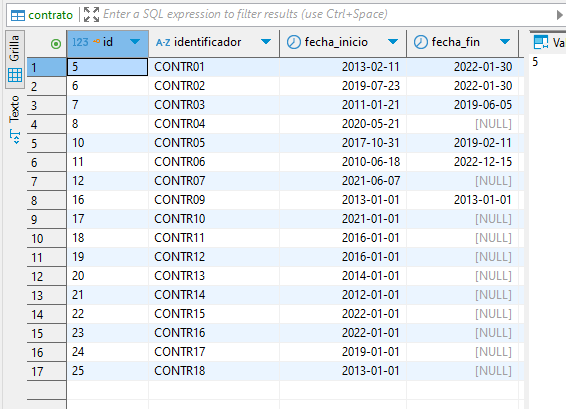 contrato Enter a SQL expression to filter results (use Ctrl+Space)
Grilla
Texto
123 id A-Z identificador fecha_inicio fecha_fin Va
1 5 CONTR01 2013-02-11 2022-01-30 5
2 6 CONTR02 2019-07-23 2022-01-30
3 7 CONTR03 2011-01-21 2019-06-05
4 8 CONTR04 2020-05-21 [NULL]
5 10 CONTR05 2017-10-31 2019-02-11
6 11 CONTR06 2010-06-18 2022-12-15
7 12 CONTR07 2021-06-07 [NULL]
8 16 CONTR09 2013-01-01 2013-01-01
9 17 CONTR10 2021-01-01 [NULL]
10 18 CONTR11 2016-01-01 [NULL]
11 19 CONTR12 2016-01-01 [NULL]
12 20 CONTR13 2014-01-01 [NULL]
13 21 CONTR14 2012-01-01 [NULL]
14 22 CONTR15 2022-01-01 [NULL]
15 23 CONTR16 2022-01-01 [NULL]
16 24 CONTR17 2019-01-01 [NULL]
17 25 CONTR18 2013-01-01 [NULL]